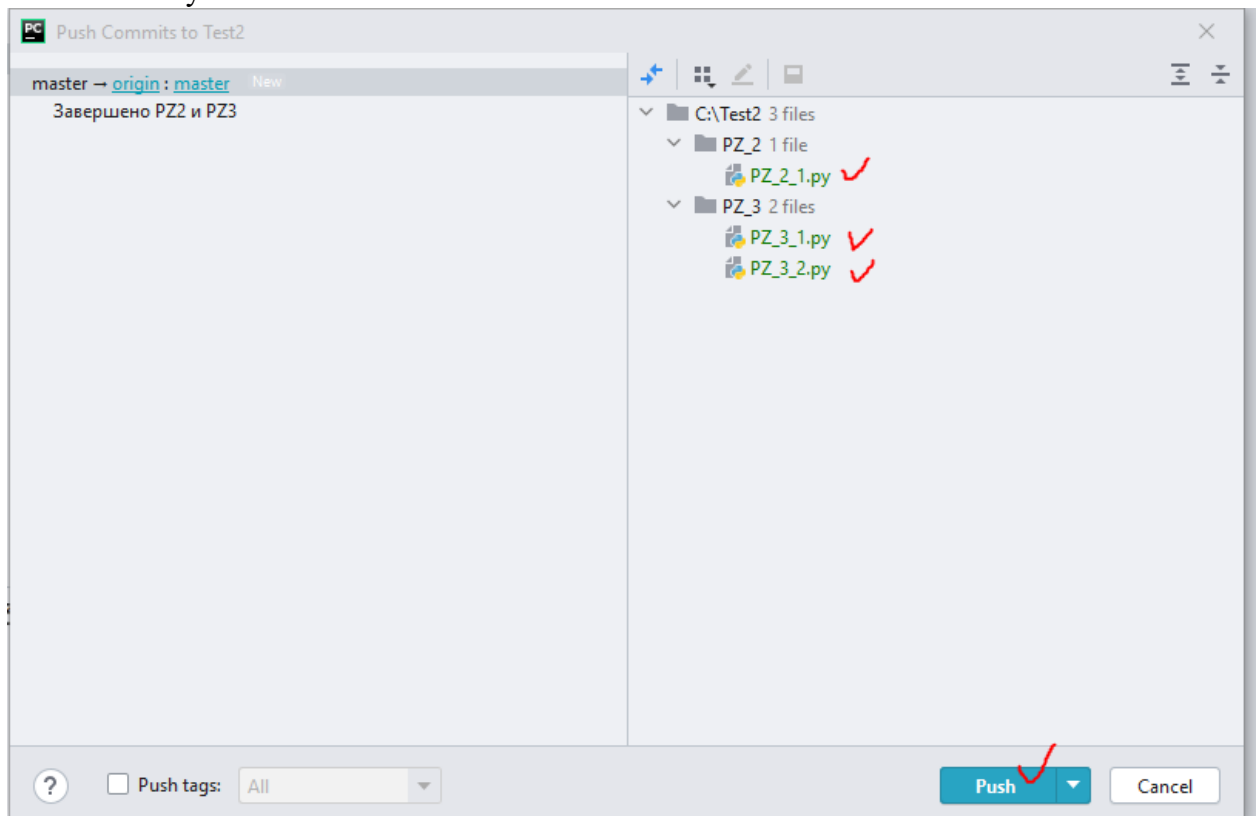 PC Push Commits to Test2
master → origin : master New
Завершено PZ2 и PZ3
C:\Test2 3 files
PZ_2 1 file
PZ_2_1.py
PZ_3 2 files
PZ_3_1.py
PZ_3_2.py
? Push tags: All
Push Cancel